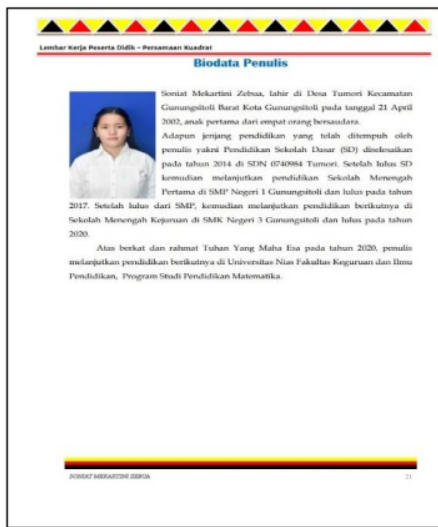 Lembar Kerja Peserta Didik – Persamaan Kuadrat
Biodata Penulis
Soniat Mekartini Zebua, lahir di Desa Tumori Kecamatan
Gunungsitoli Barat Kota Gunungsitoli pada tanggal 21 April
2002, anak pertama dari empat orang bersaudara.
Adapun jenjang pendidikan yang telah ditempuh oleh
penulis yakni Pendidikan Sekolah Dasar (SD) diselesaikan
pada tahun 2014 di SDN 0740984 Tumori. Setelah lulus SD
kemudian melanjutkan pendidikan Sekolah Menengah
Pertama di SMP Negeri 1 Gunungsitoli dan lulus pada tahun
2017. Setelah lulus dari SMP, kemudian melanjutkan pendidikan berikutnya di
Sekolah Menengah Kejuruan di SMK Negeri 3 Gunungsitoli dan lulus pada tahun
2020.
Atas berkat dan rahmat Tuhan Yang Maha Esa pada tahun 2020, penulis
melanjutkan pendidikan berikutnya di Universitas Nias Fakultas Keguruan dan Ilmu
Pendidikan, Program Studi Pendidikan Matematika.
SONIAT MEKARTINI ZEBUA 21